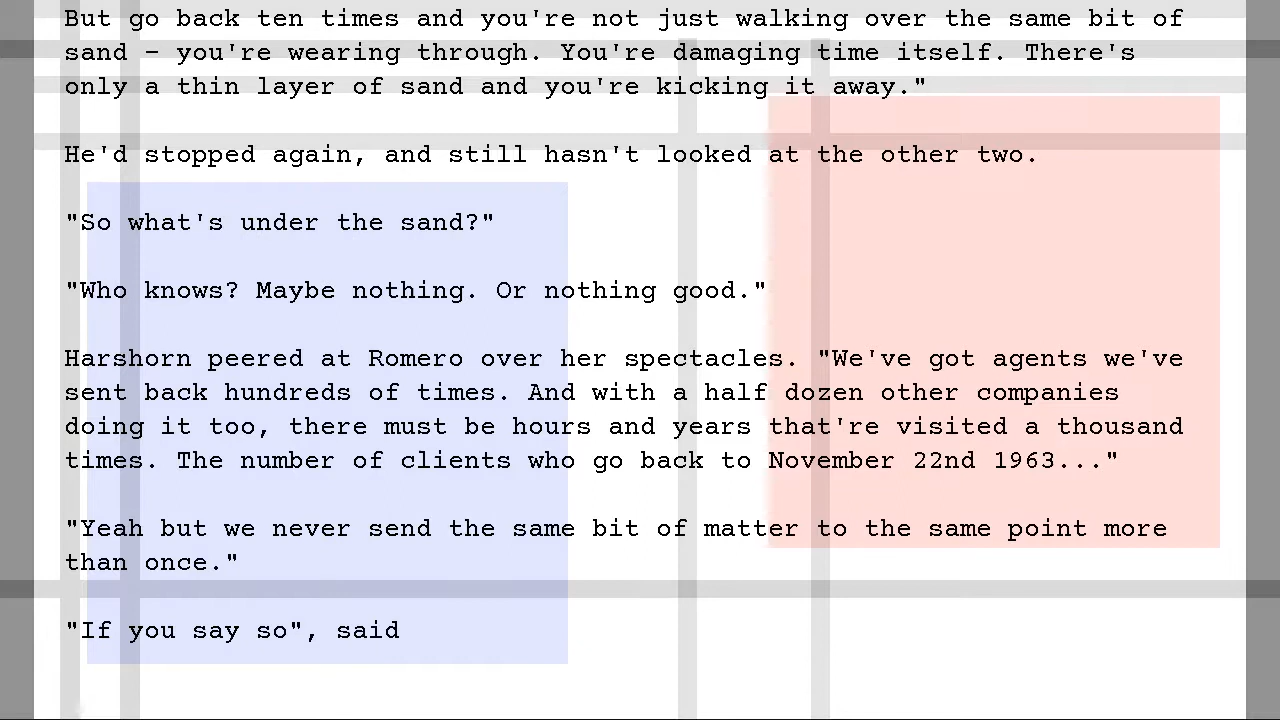 But go back ten times and you're not just walking over the same bit of
sand – you're wearing through. You're damaging time itself. There's
only a thin layer of sand and you're kicking it away."
He'd stopped again, and still hasn't looked at the other two.
"So what's under the sand?"
"Who knows? Maybe nothing. Or nothing good."
Harshorn peered at Romero over her spectacles. "We've got agents we've
sent back hundreds of times. And with a half dozen other companies
doing it too, there must be hours and years that're visited a thousand
times. The number of clients who go back to November 22nd 1963..."
"Yeah but we never send the same bit of matter to the same point more
than once."
"If you say so", said